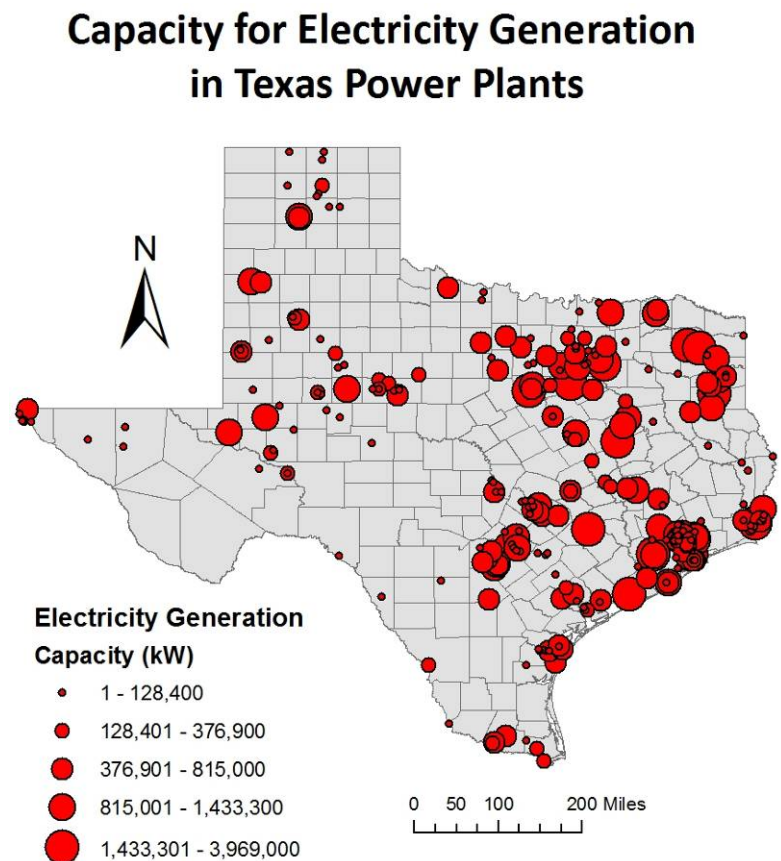 Capacity for Electricity Generation
in Texas Power Plants
N
Electricity Generation
Capacity (kW)
1 - 128,400
128,401 - 376,900
376,901 - 815,000
815,001 - 1,433,300
1,433,301 - 3,969,000
0 50 100 200 Miles